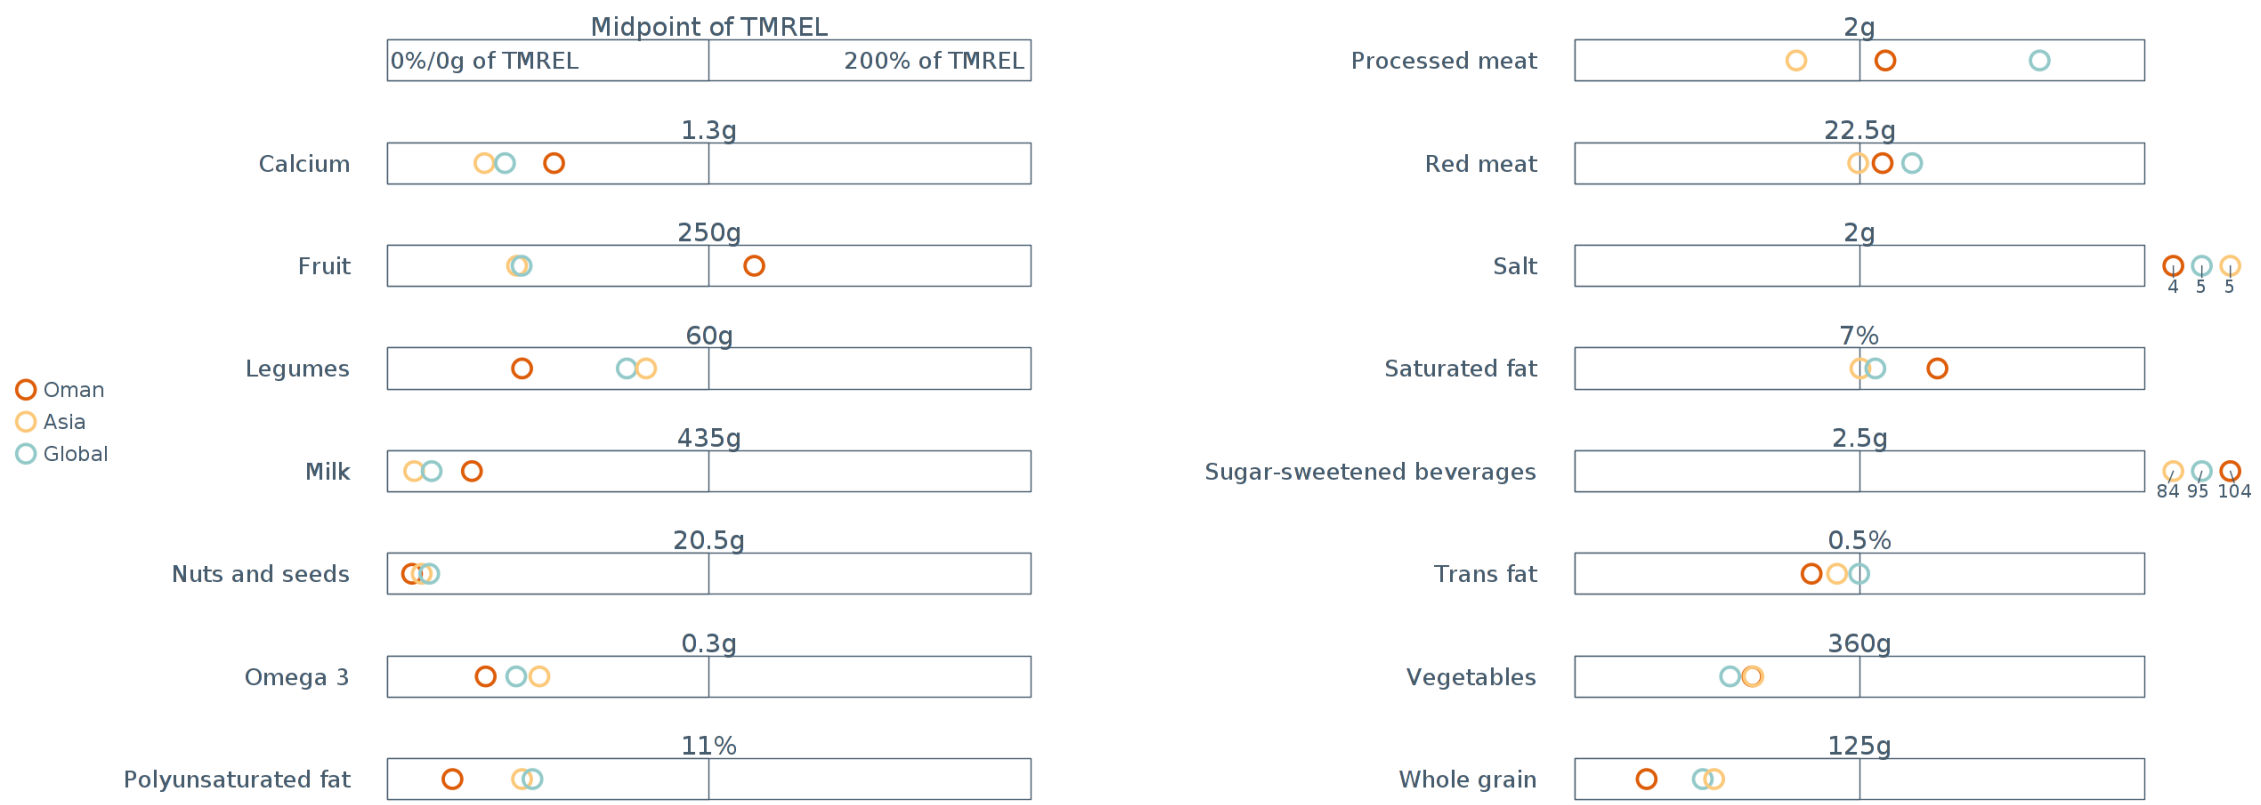 Midpoint of TMREL
0%/0g of TMREL
200% of TMREL
1.3g
Calcium
250g
Fruit
60g
Legumes
435g
Milk
20.5g
Nuts and seeds
0.3g
Omega 3
11%
Polyunsaturated fat
Oman
Asia
Global
2g
Processed meat
22.5g
Red meat
2g
Salt
4 5 5
7%
Saturated fat
2.5g
Sugar-sweetened beverages
84 95 104
0.5%
Trans fat
360g
Vegetables
125g
Whole grain